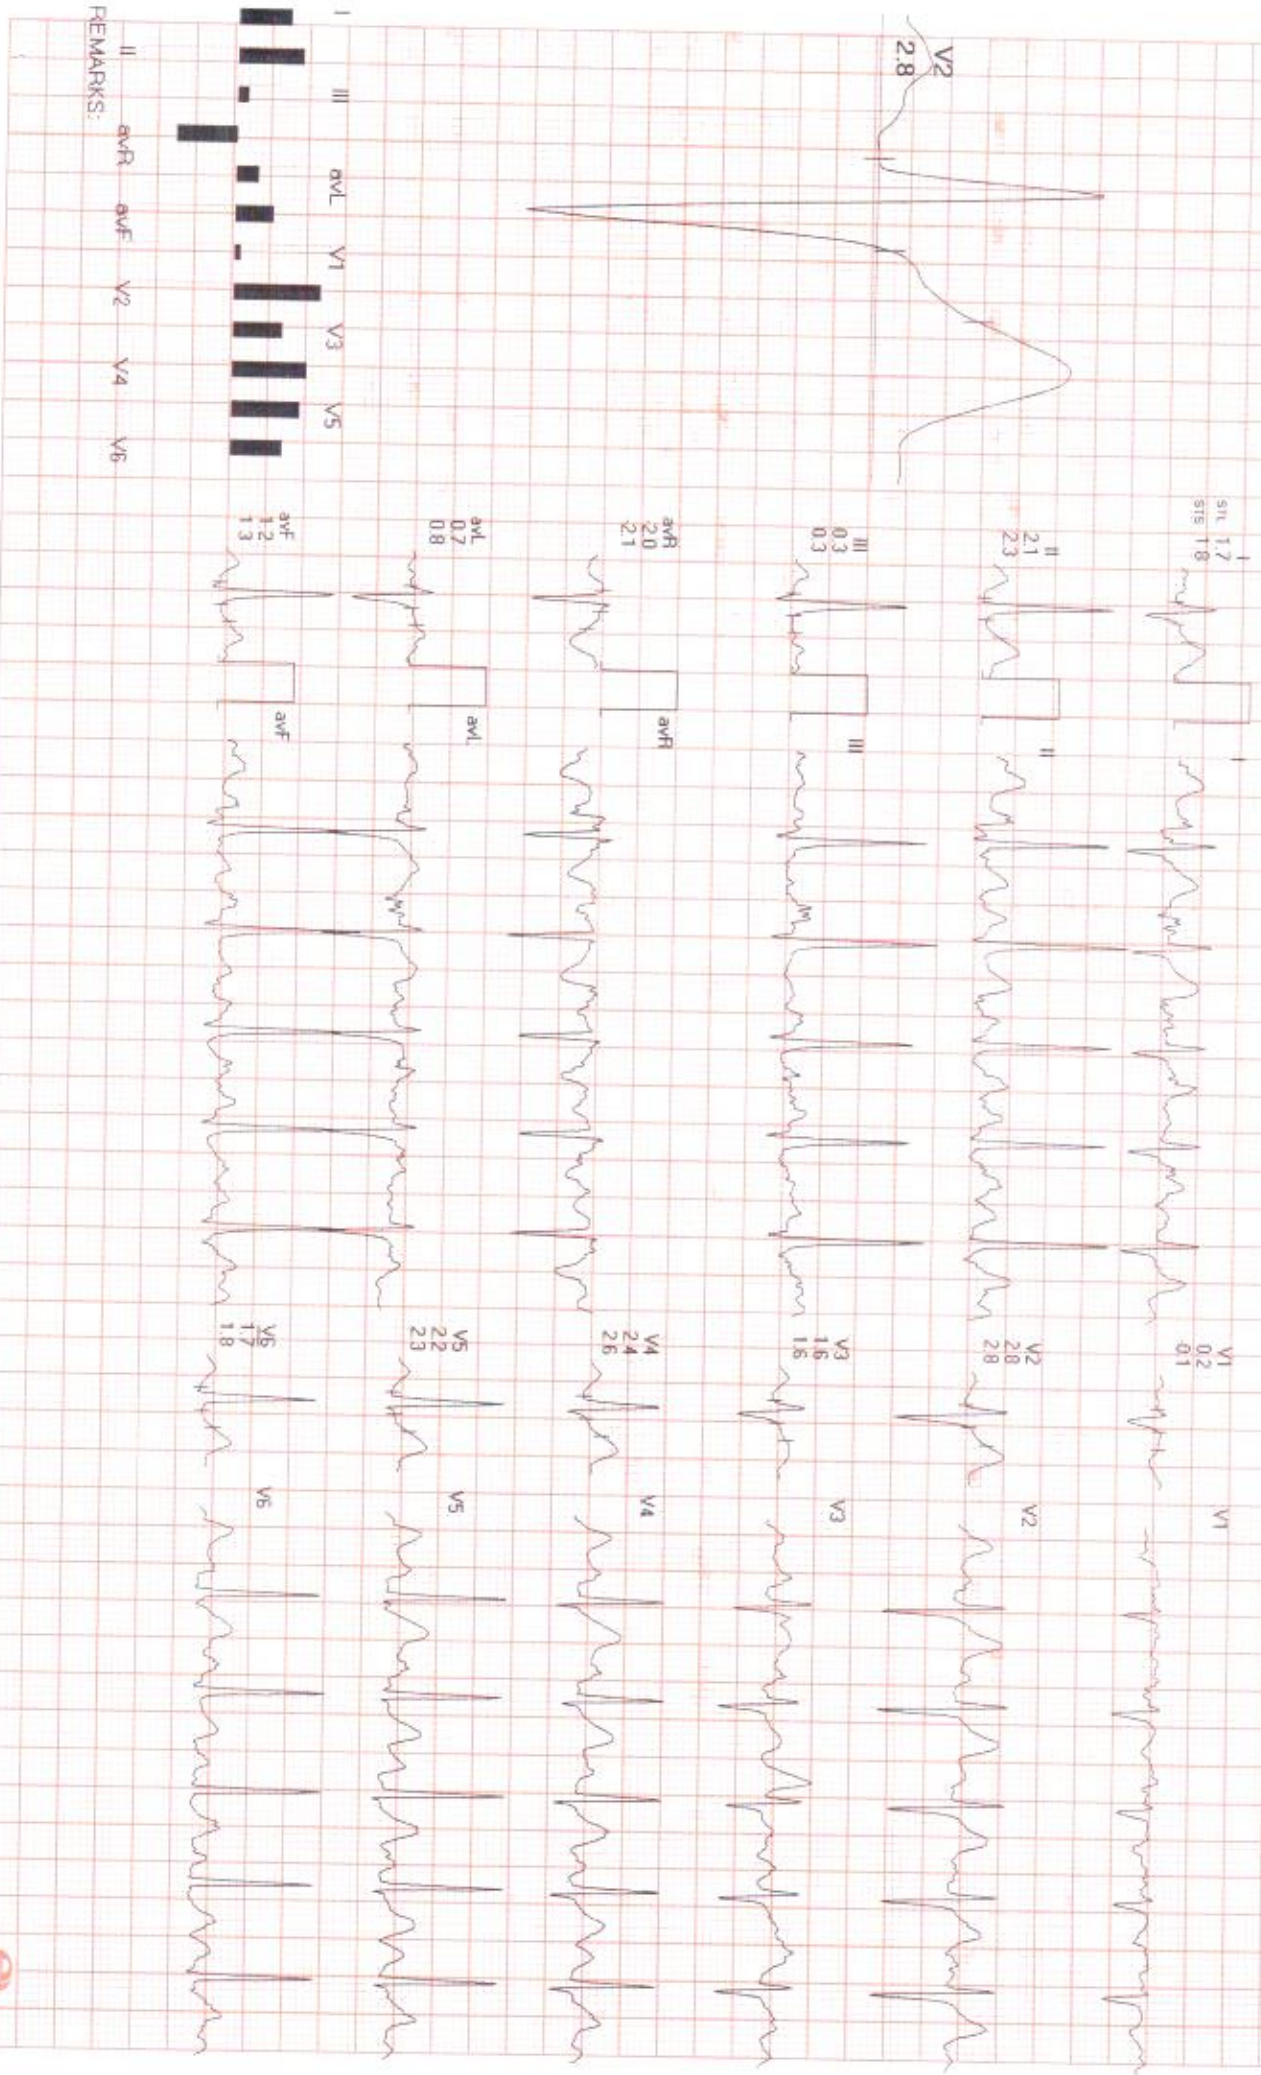 I
STL 1.7
STS 1.8
I
V1
0.2
-0.1
V1
V2
2.8
II
2.1
2.3
II
V2
2.8
2.8
V2
III
0.3
0.3
III
V3
1.6
1.6
V3
avR
-2.0
-2.1
avR
V4
2.4
2.6
V4
avL
0.7
0.8
avL
V5
2.2
2.3
V5
avF
1.2
1.3
avF
V6
1.7
1.8
V6
I III avL V1 V3 V5
II avR avF V2 V4 V6
REMARKS: